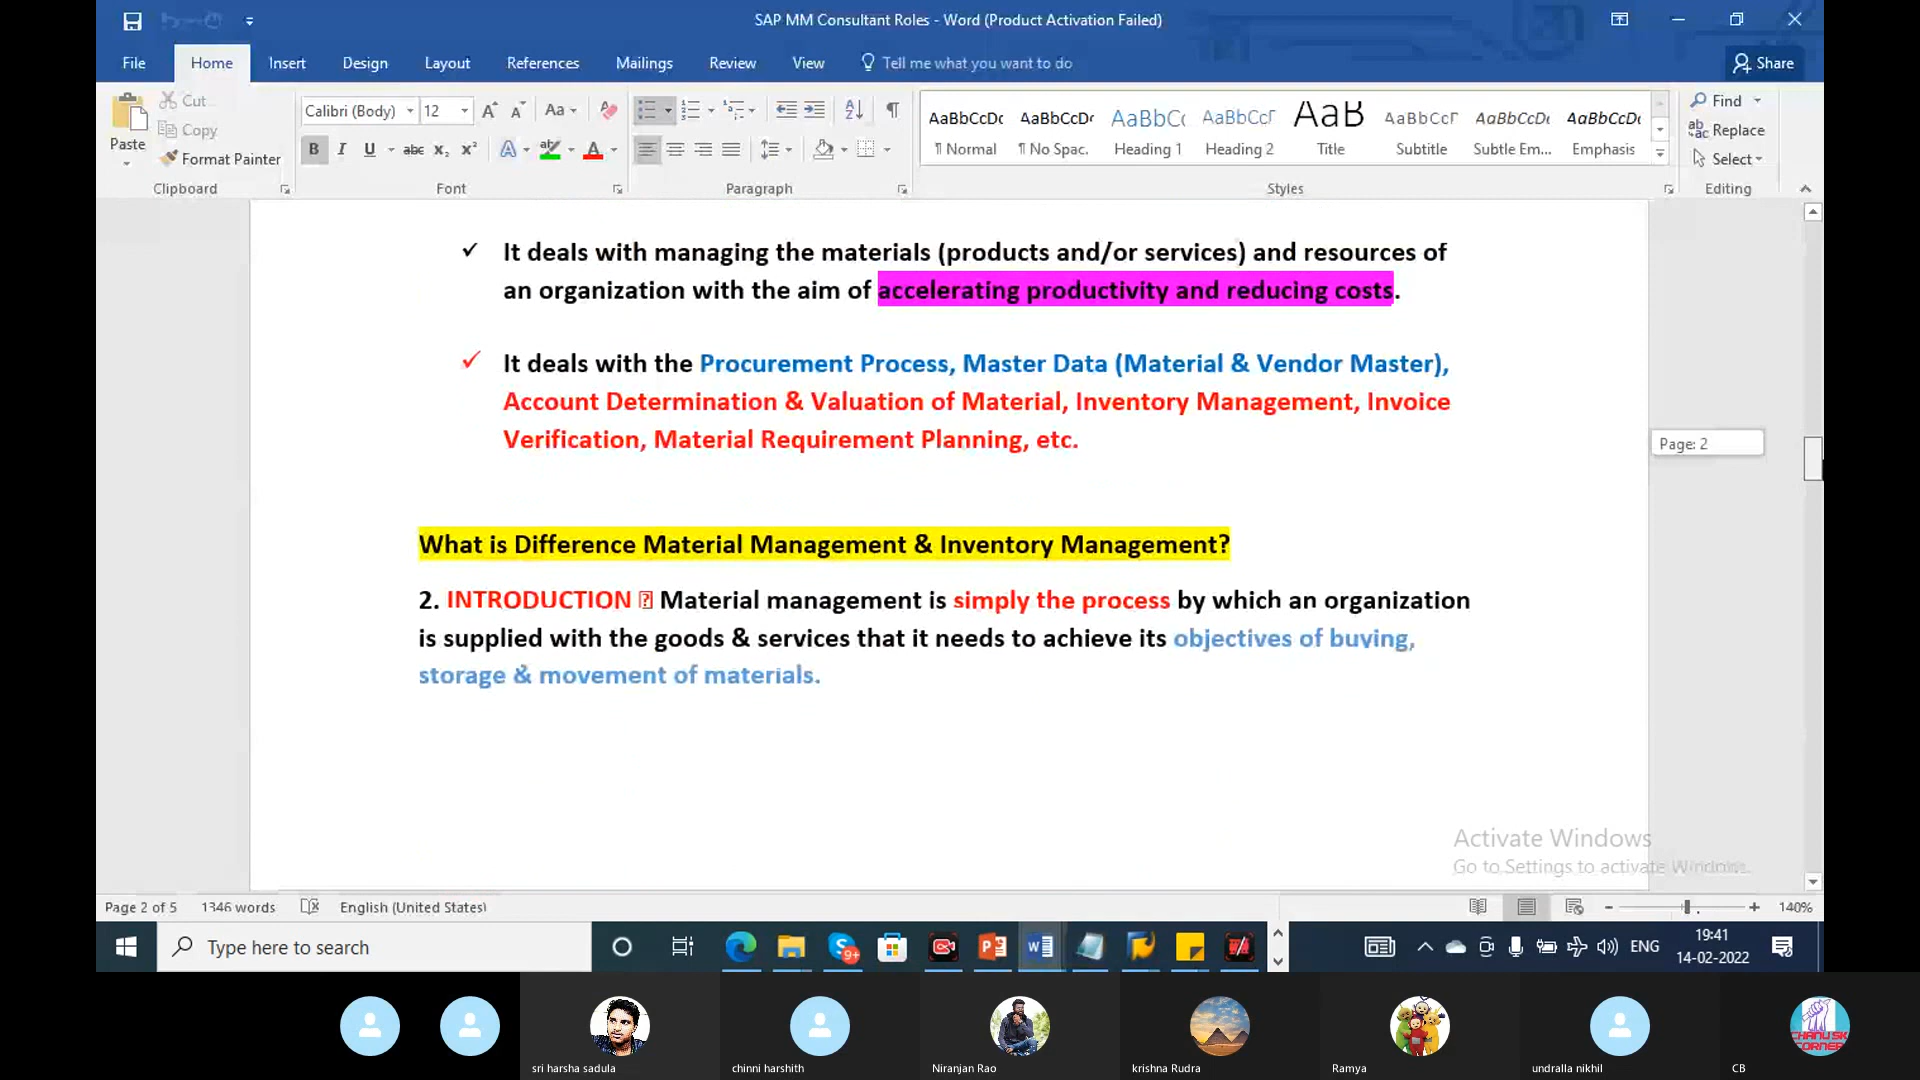 SAP MM Consultant Roles - Word (Product Activation Failed)
File Home Insert Design Layout References Mailings Review View Tell me what you want to do Share
Paste Cut Copy Format Painter Clipboard
Calibri (Body) 12 Font
Paragraph
AaBbCcDc AaBbCcDc AaBbCc AaBbCcF AaB AaBbCcF AaBbCcDc AaBbCcDc
¶ Normal ¶ No Spac. Heading 1 Heading 2 Title Subtitle Subtle Em... Emphasis
Styles
Find
Replace
Select
Editing
✓ It deals with managing the materials (products and/or services) and resources of
an organization with the aim of accelerating productivity and reducing costs.
✓ It deals with the Procurement Process, Master Data (Material & Vendor Master),
Account Determination & Valuation of Material, Inventory Management, Invoice
Verification, Material Requirement Planning, etc.
Page: 2
What is Difference Material Management & Inventory Management?
2. INTRODUCTION Material management is simply the process by which an organization
is supplied with the goods & services that it needs to achieve its objectives of buying,
storage & movement of materials.
Activate Windows
Go to Settings to activate Windows.
Page 2 of 5 1346 words English (United States) 140%
Type here to search 9+ ENG 19:41
14-02-2022
sri harsha sadula chinni harshith Niranjan Rao krishna Rudra Ramya undralla nikhil CB